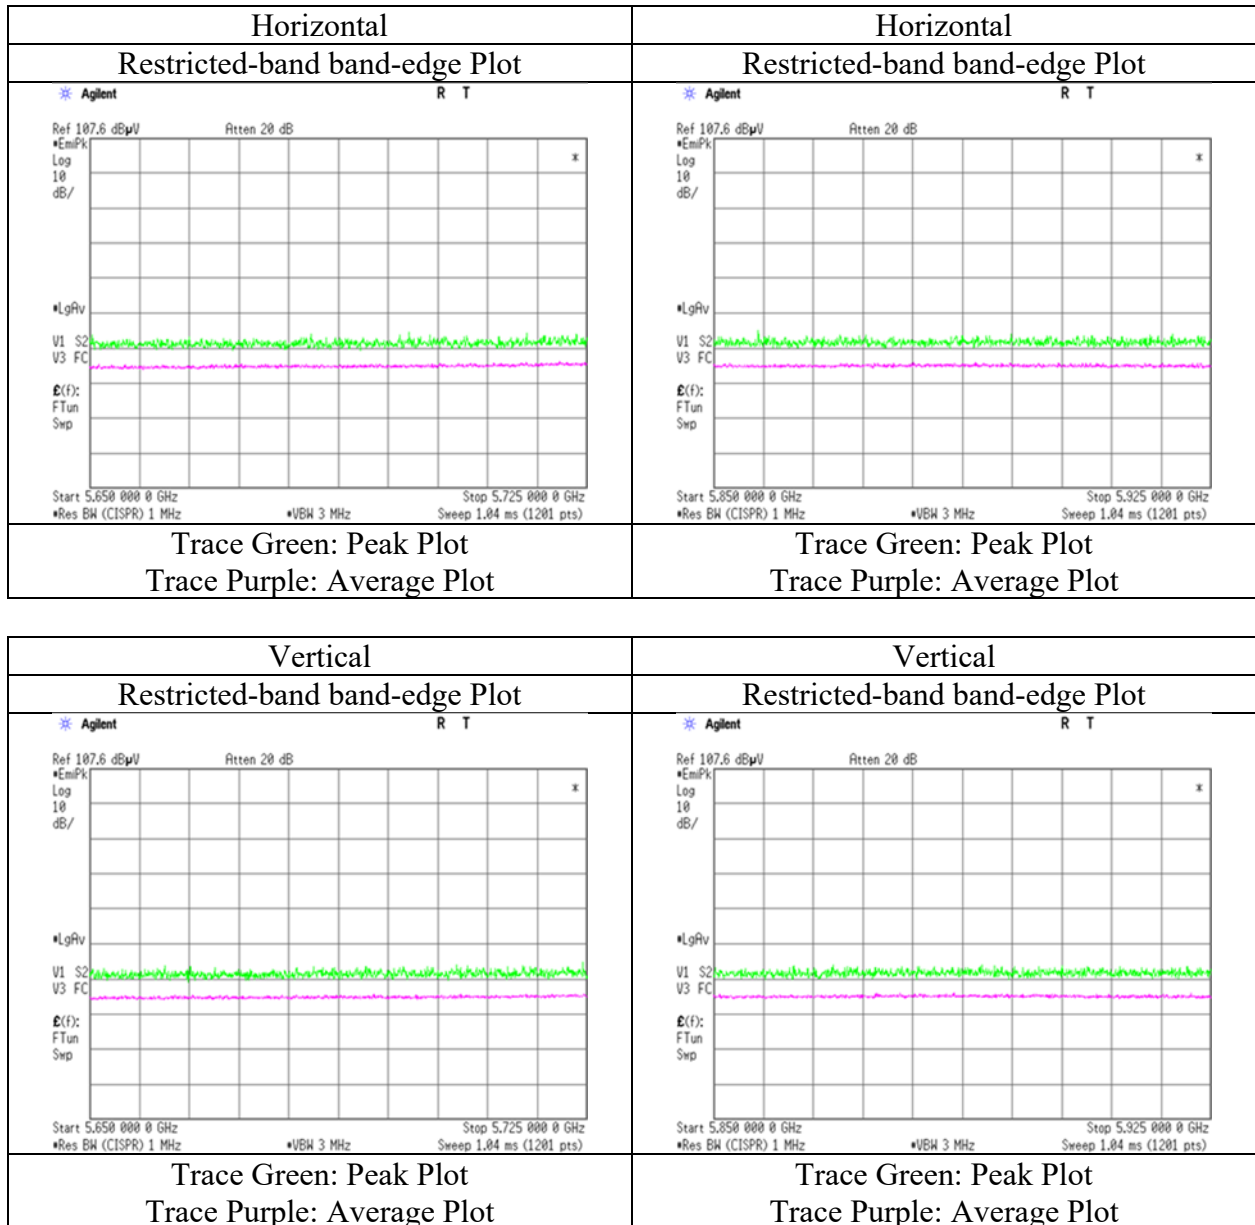 Horizontal
Horizontal
Restricted-band band-edge Plot
Restricted-band band-edge Plot
Agilent
R T
Ref 107.6 dBµV
Atten 20 dB
*EmiPk
Log
10
dB/
*
*LgAv
V1 S2
V3 FC
£(f):
FTun
Swp
Start 5.650 000 0 GHz
Stop 5.725 000 0 GHz
*Res BW (CISPR) 1 MHz
*VBW 3 MHz
Sweep 1.04 ms (1201 pts)
Agilent
R T
Ref 107.6 dBµV
Atten 20 dB
*EmiPk
Log
10
dB/
*
*LgAv
V1 S2
V3 FC
£(f):
FTun
Swp
Start 5.850 000 0 GHz
Stop 5.925 000 0 GHz
*Res BW (CISPR) 1 MHz
*VBW 3 MHz
Sweep 1.04 ms (1201 pts)
Trace Green: Peak Plot
Trace Purple: Average Plot
Trace Green: Peak Plot
Trace Purple: Average Plot
Vertical
Vertical
Restricted-band band-edge Plot
Restricted-band band-edge Plot
Agilent
R T
Ref 107.6 dBµV
Atten 20 dB
*EmiPk
Log
10
dB/
*
*LgAv
V1 S2
V3 FC
£(f):
FTun
Swp
Start 5.650 000 0 GHz
Stop 5.725 000 0 GHz
*Res BW (CISPR) 1 MHz
*VBW 3 MHz
Sweep 1.04 ms (1201 pts)
Agilent
R T
Ref 107.6 dBµV
Atten 20 dB
*EmiPk
Log
10
dB/
*
*LgAv
V1 S2
V3 FC
£(f):
FTun
Swp
Start 5.850 000 0 GHz
Stop 5.925 000 0 GHz
*Res BW (CISPR) 1 MHz
*VBW 3 MHz
Sweep 1.04 ms (1201 pts)
Trace Green: Peak Plot
Trace Purple: Average Plot
Trace Green: Peak Plot
Trace Purple: Average Plot